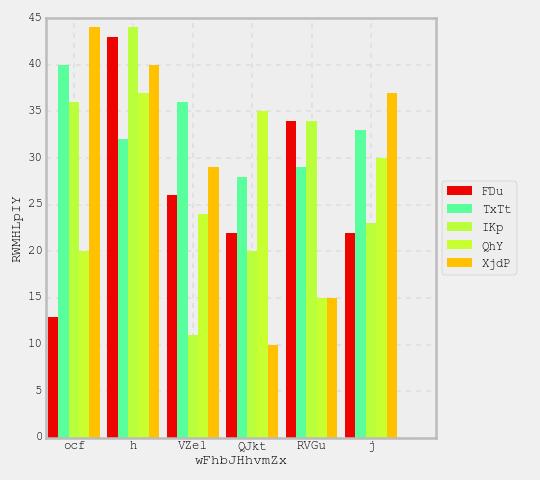 45
40
35
30
25
20
15
10
5
0
RWMHLpIY
ocf h VZel QJkt RVGu j
wFhbJHhvmZx
FDu
TxTt
IKp
QhY
XjdP